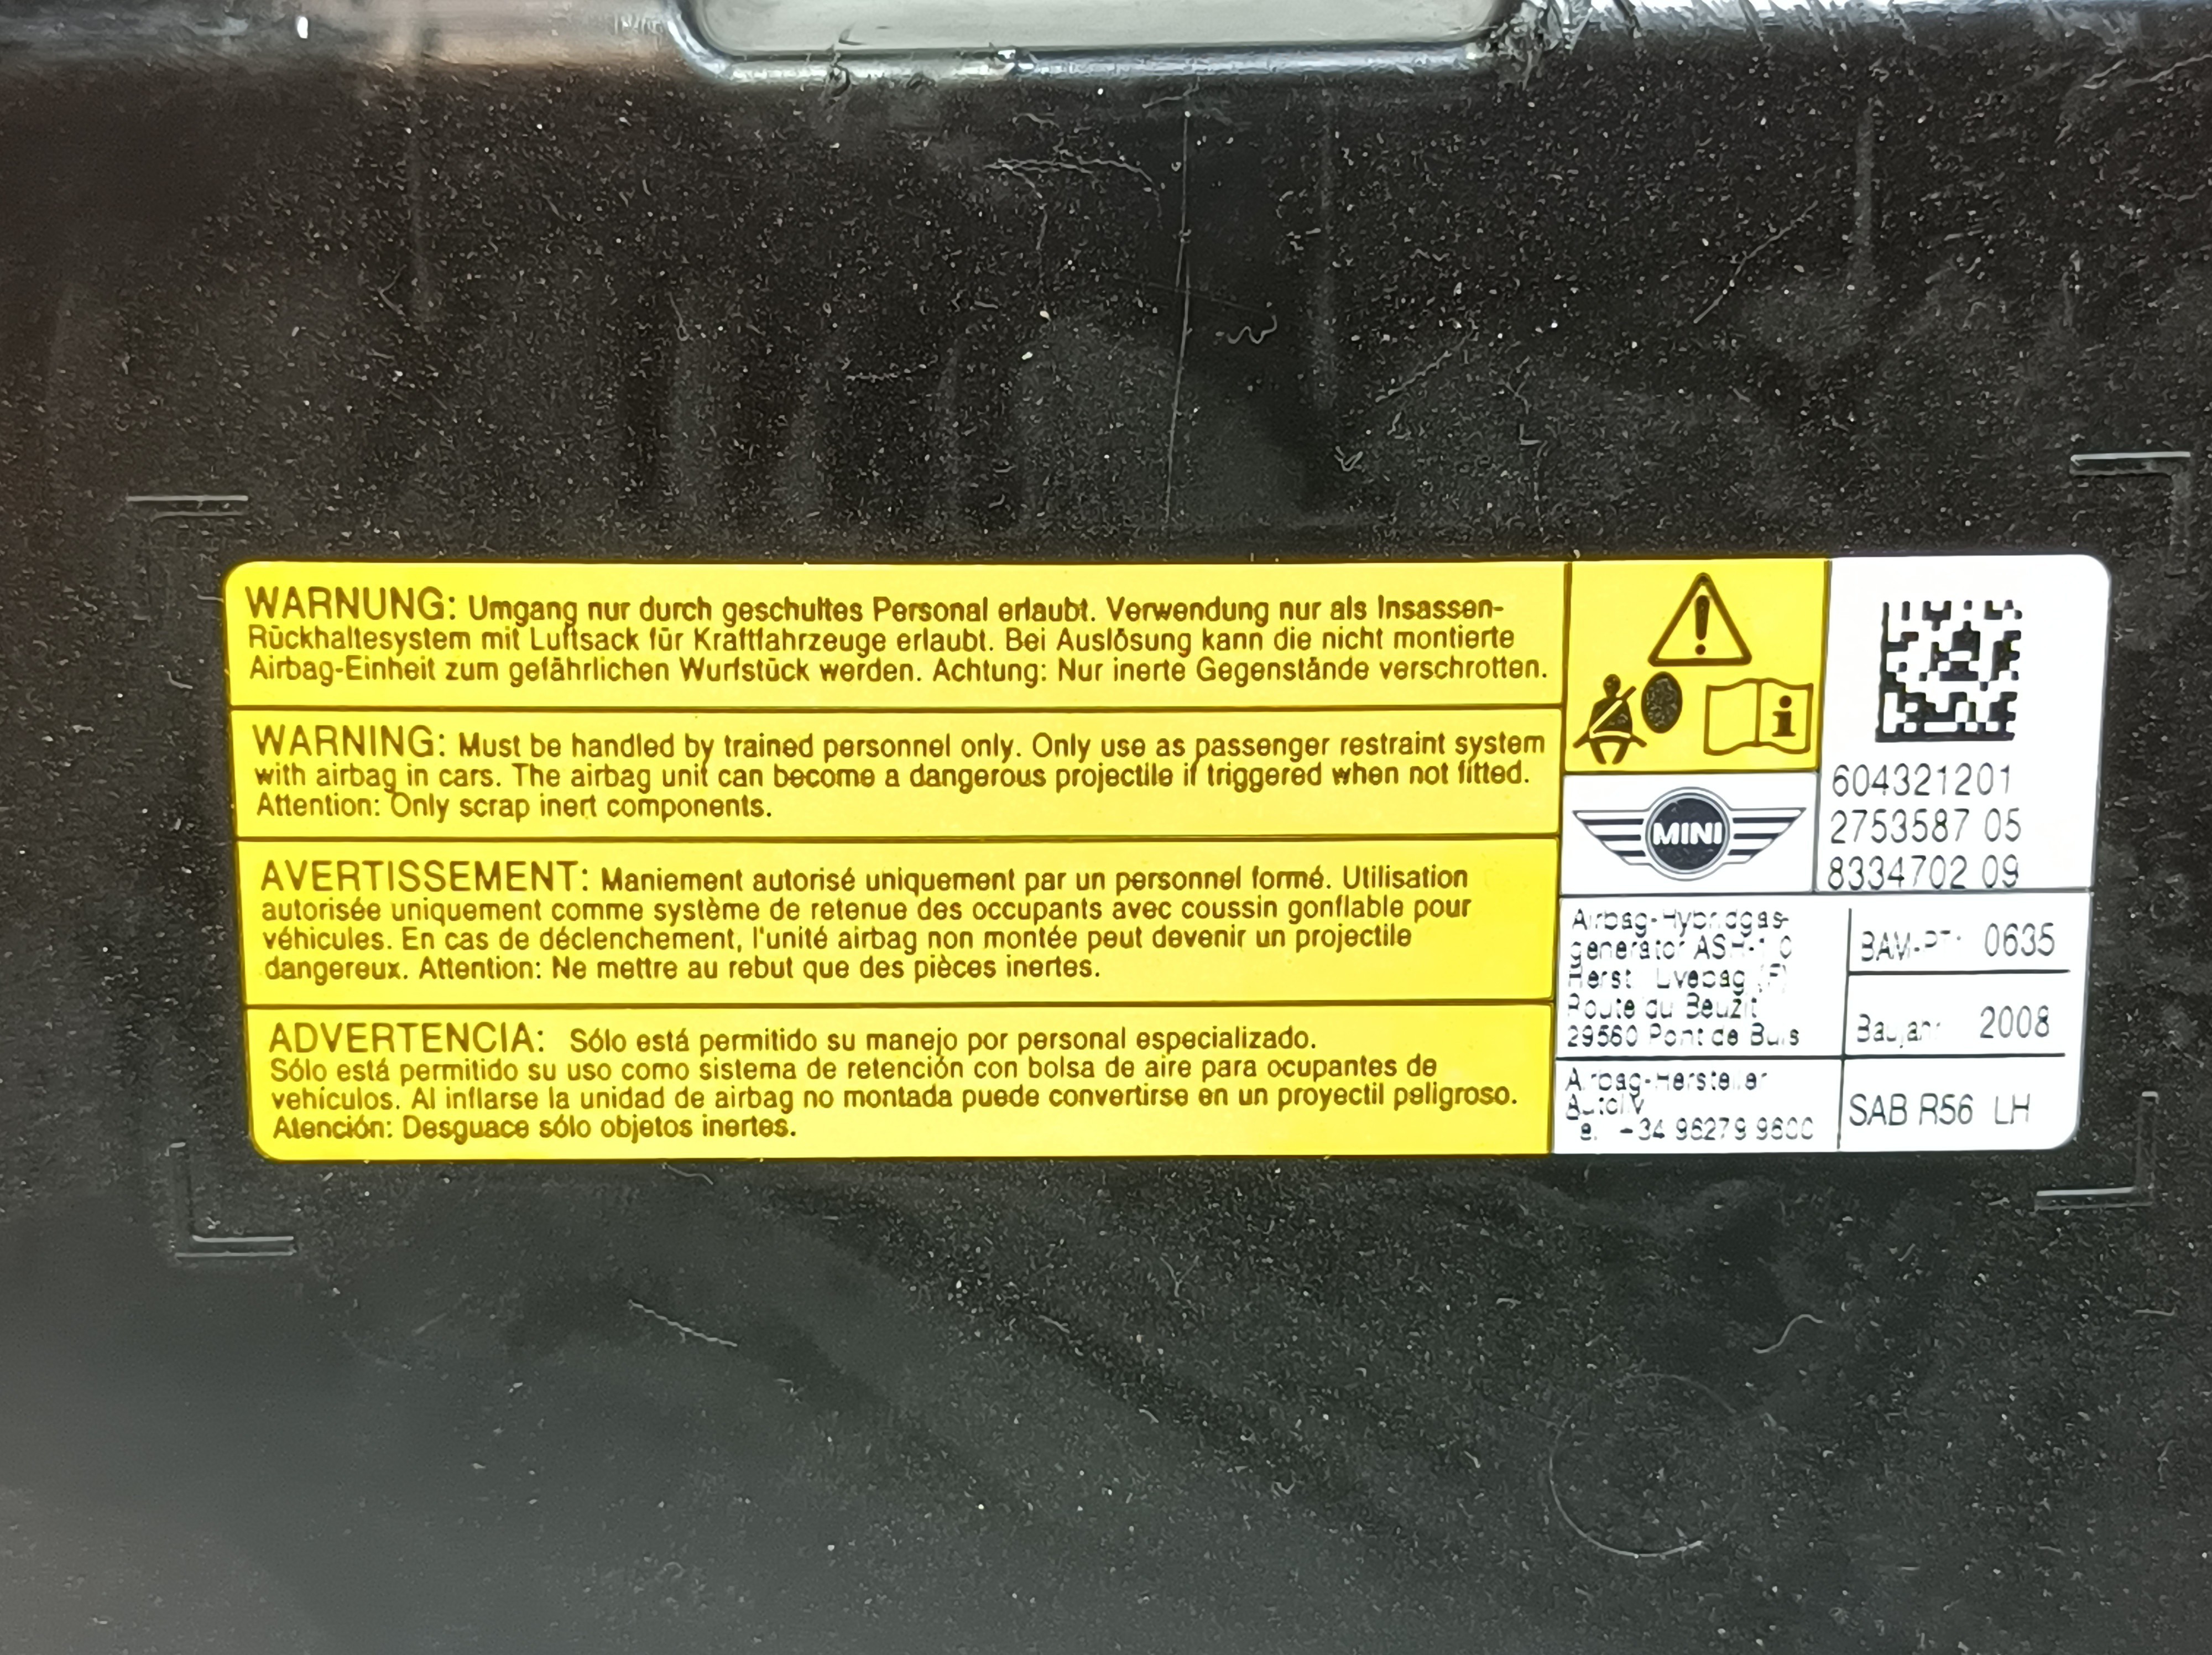 WARNUNG: Umgang nur durch geschultes Personal erlaubt. Verwendung nur als Insassen-
Rückhaltesystem mit Luftsack für Kraftfahrzeuge erlaubt. Bei Auslösung kann die nicht montierte
Airbag-Einheit zum gefährlichen Wurfstück werden. Achtung: Nur inerte Gegenstände verschrotten.
WARNING: Must be handled by trained personnel only. Only use as passenger restraint system
with airbag in cars. The airbag unit can become a dangerous projectile if triggered when not fitted.
Attention: Only scrap inert components.
AVERTISSEMENT: Maniement autorisé uniquement par un personnel formé. Utilisation
autorisée uniquement comme système de retenue des occupants avec coussin gonflable pour
véhicules. En cas de déclenchement, l'unité airbag non montée peut devenir un projectile
dangereux. Attention: Ne mettre au rebut que des pièces inertes.
ADVERTENCIA: Sólo está permitido su manejo por personal especializado.
Sólo está permitido su uso como sistema de retención con bolsa de aire para ocupantes de
vehículos. Al inflarse la unidad de airbag no montada puede convertirse en un proyectil peligroso.
Atención: Desguace sólo objetos inertes.
i
MINI
604321201
2753587 05
8334702 09
Airbag-Hybridgas-
generator
Herst. Livbag (F)
Route du Beuzit
29560 Pont de Buis
0635
Baujahr 2008
Airbag-Hersteller
Autoliv
Tel. +34 96279 9600
SAB R56 LH